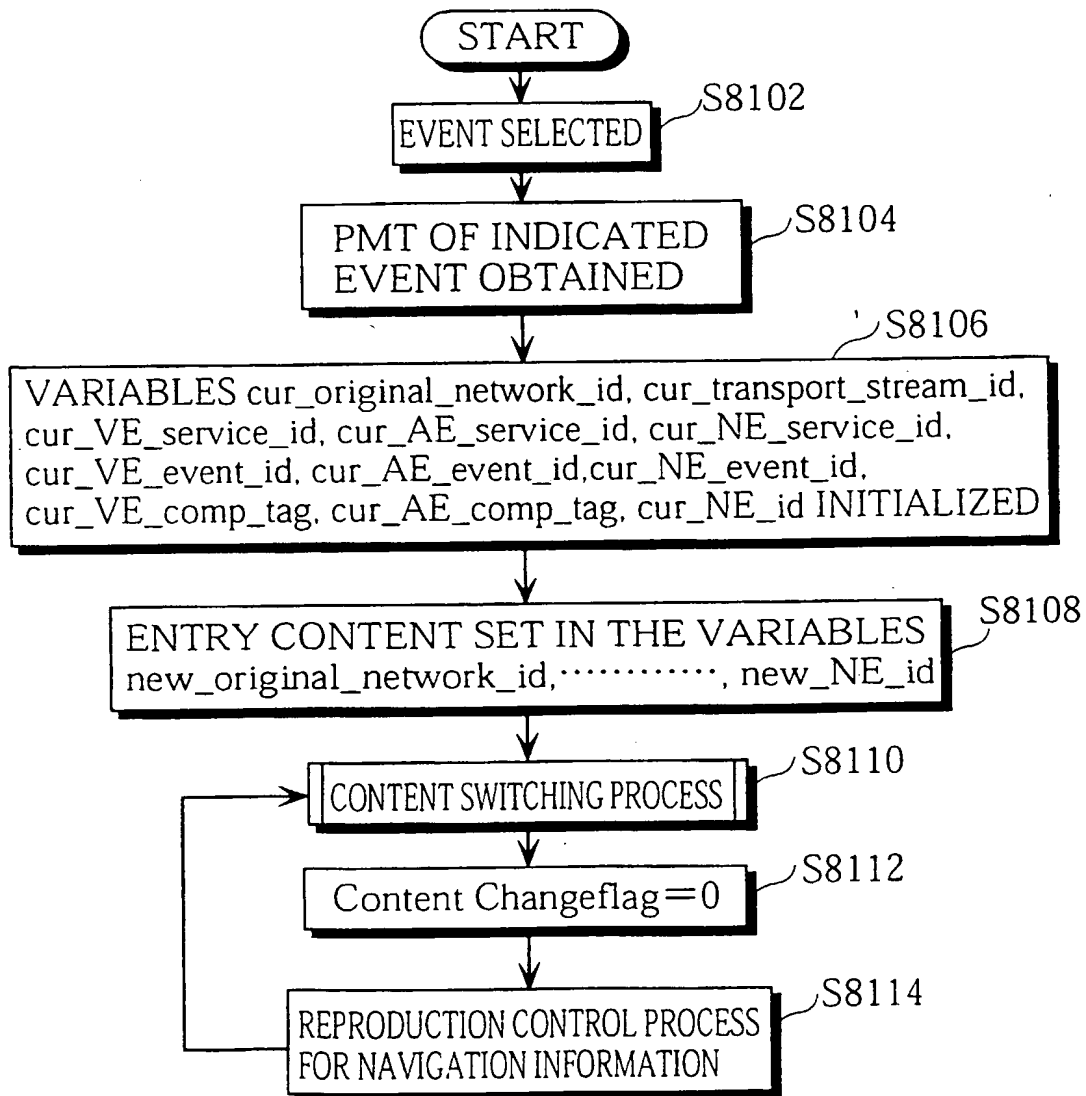 START
S8102
EVENT SELECTED
S8104
PMT OF INDICATED
EVENT OBTAINED
S8106
VARIABLES cur_original_network_id, cur_transport_stream_id,
cur_VE_service_id, cur_AE_service_id, cur_NE_service_id,
cur_VE_event_id, cur_AE_event_id,cur_NE_event_id,
cur_VE_comp_tag, cur_AE_comp_tag, cur_NE_id INITIALIZED
S8108
ENTRY CONTENT SET IN THE VARIABLES
new_original_network_id,············, new_NE_id
S8110
CONTENT SWITCHING PROCESS
S8112
Content Changeflag=0
S8114
REPRODUCTION CONTROL PROCESS
FOR NAVIGATION INFORMATION